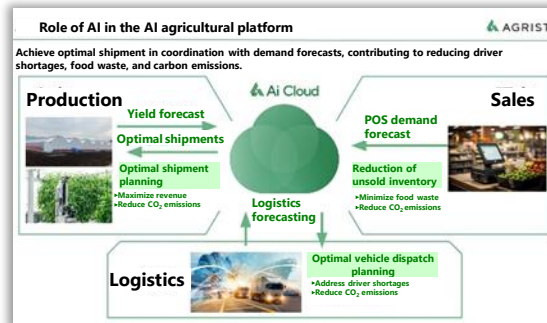 Role of AI in the AI agricultural platform
AGRIST
Achieve optimal shipment in coordination with demand forecasts, contributing to reducing driver
shortages, food waste, and carbon emissions.
Ai Cloud
Production
Yield forecast
Optimal shipments
Optimal shipment
planning
▸Maximize revenue
▸Reduce CO₂ emissions
Sales
POS demand
forecast
Reduction of
unsold inventory
▸Minimize food waste
▸Reduce CO₂ emissions
Logistics
forecasting
Logistics
Optimal vehicle dispatch
planning
▸Address driver shortages
▸Reduce CO₂ emissions